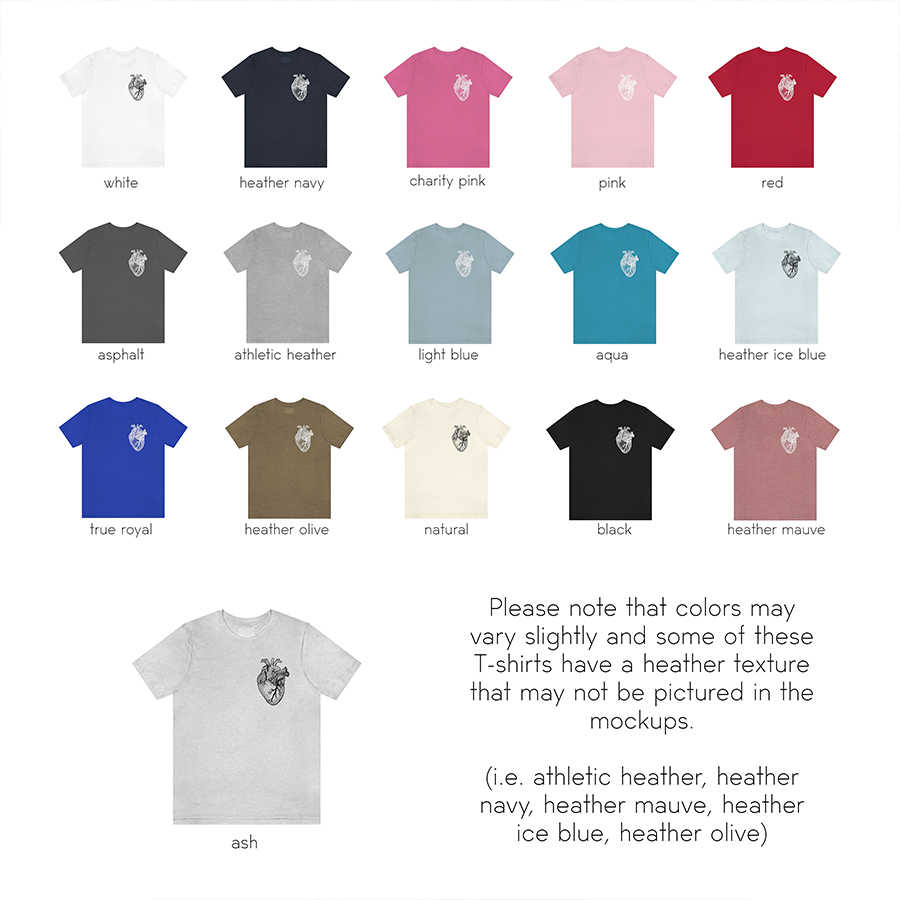 white
heather navy
charity pink
pink
red
asphalt
athletic heather
light blue
aqua
heather ice blue
true royal
heather olive
natural
black
heather mauve
ash
Please note that colors may
vary slightly and some of these
T-shirts have a heather texture
that may not be pictured in the
mockups.
(i.e. athletic heather, heather
navy, heather mauve, heather
ice blue, heather olive)